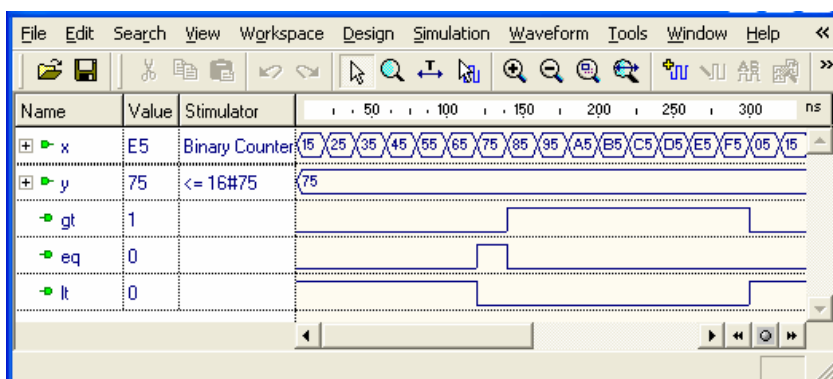 File Edit Search View Workspace Design Simulation Waveform Tools Window Help
Name Value Stimulator 50 100 150 200 250 300 ns
x E5 Binary Counter 15 25 35 45 55 65 75 85 95 A5 B5 C5 D5 E5 F5 05 15
y 75 <= 16#75 75
gt 1
eq 0
lt 0